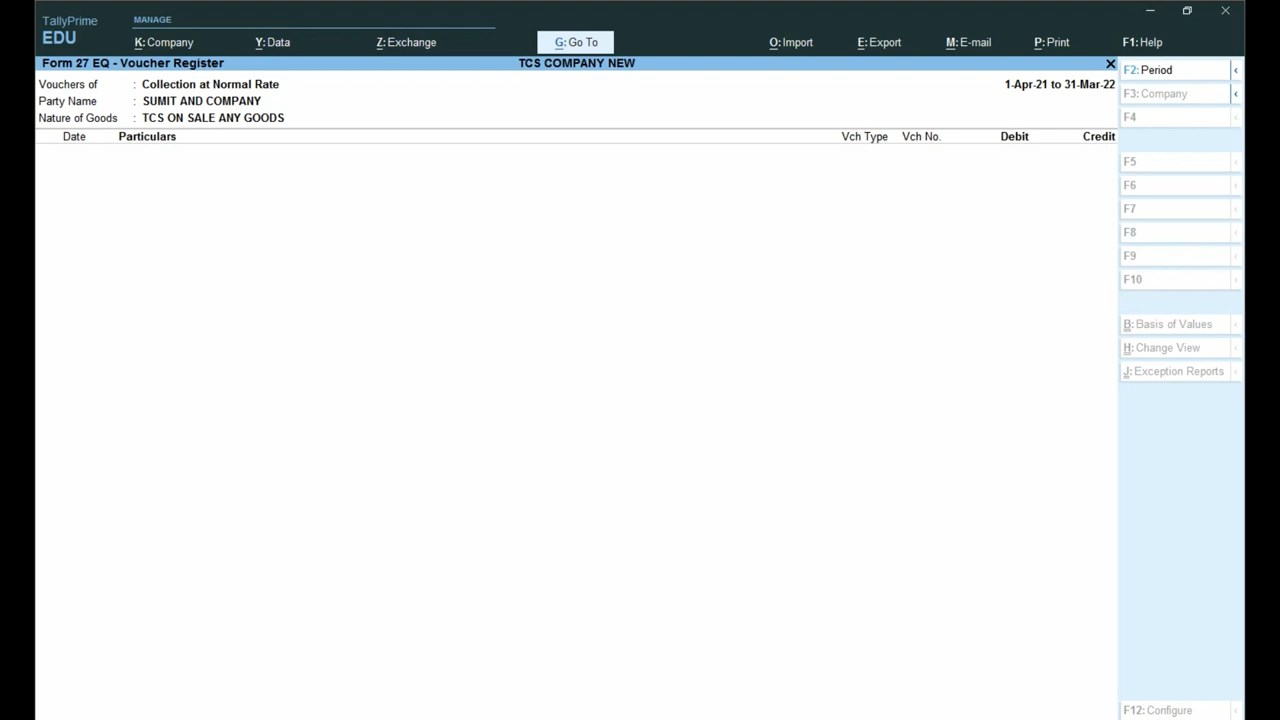 TallyPrime
EDU
MANAGE
K: Company
Y: Data
Z: Exchange
G: Go To
O: Import
E: Export
M: E-mail
P: Print
F1: Help
Form 27 EQ - Voucher Register
TCS COMPANY NEW
Vouchers of : Collection at Normal Rate
1-Apr-21 to 31-Mar-22
Party Name : SUMIT AND COMPANY
Nature of Goods : TCS ON SALE ANY GOODS
Date Particulars Vch Type Vch No. Debit Credit
F2: Period
F3: Company
F4
F5
F6
F7
F8
F9
F10
B: Basis of Values
H: Change View
J: Exception Reports
F12: Configure